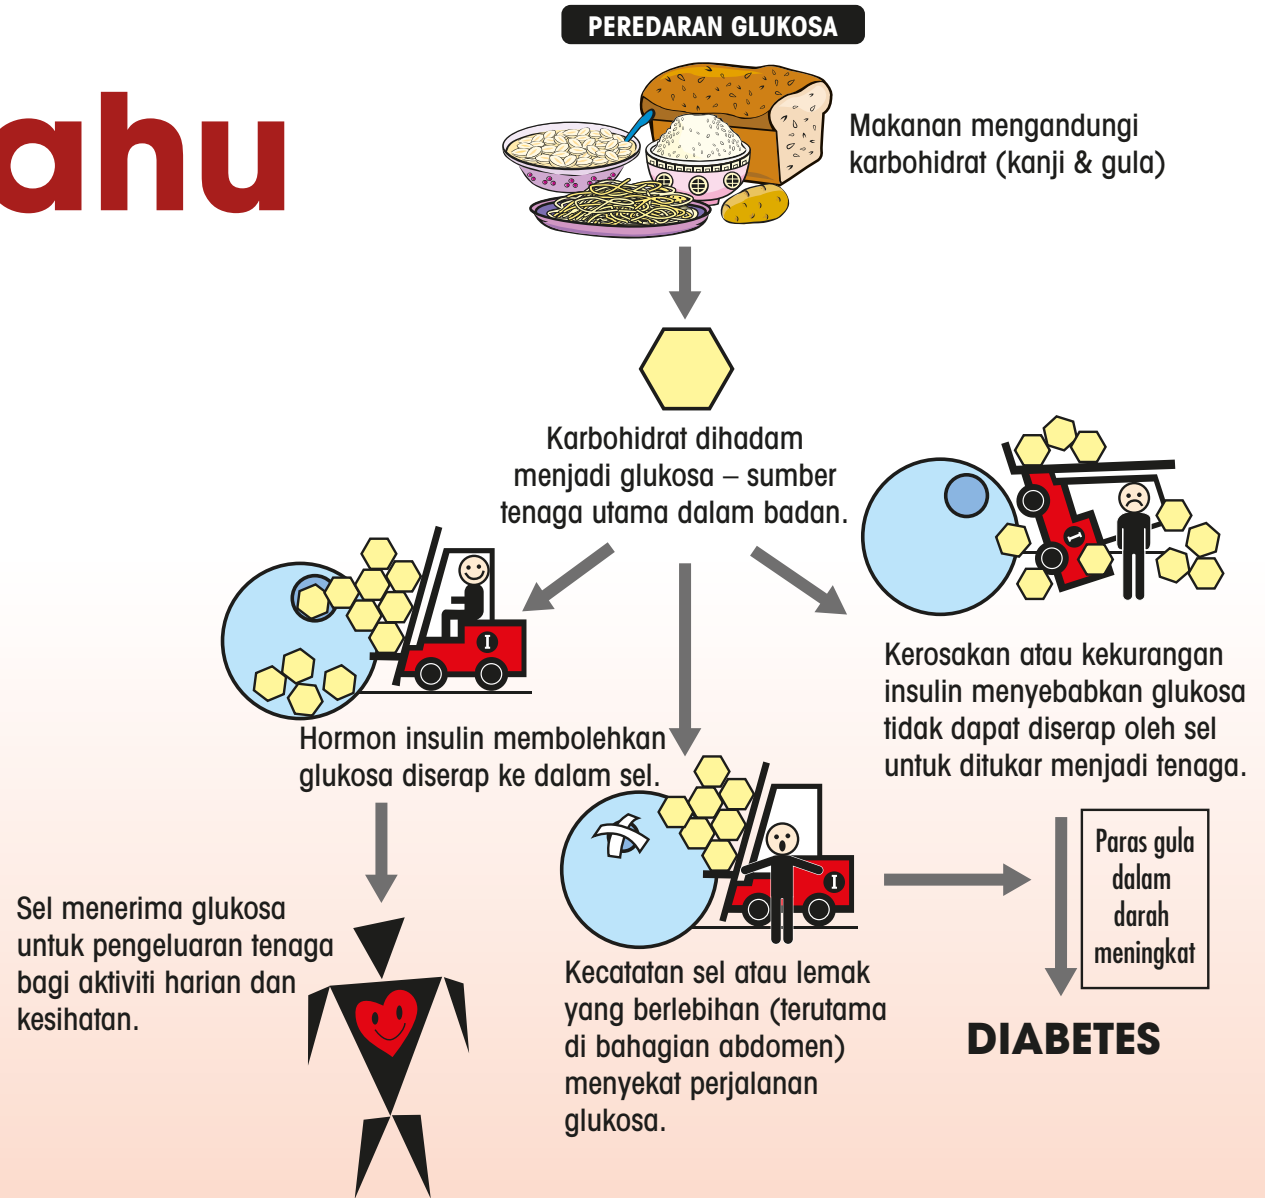 PEREDARAN GLUKOSA
ahu
Makanan mengandungi
karbohidrat (kanji & gula)
Karbohidrat dihadam
menjadi glukosa – sumber
tenaga utama dalam badan.
I
Hormon insulin membolehkan
glukosa diserap ke dalam sel.
I
Kerosakan atau kekurangan
insulin menyebabkan glukosa
tidak dapat diserap oleh sel
untuk ditukar menjadi tenaga.
I
Sel menerima glukosa
untuk pengeluaran tenaga
bagi aktiviti harian dan
kesihatan.
Kecatatan sel atau lemak
yang berlebihan (terutama
di bahagian abdomen)
menyekat perjalanan
glukosa.
Paras gula
dalam
darah
meningkat
DIABETES